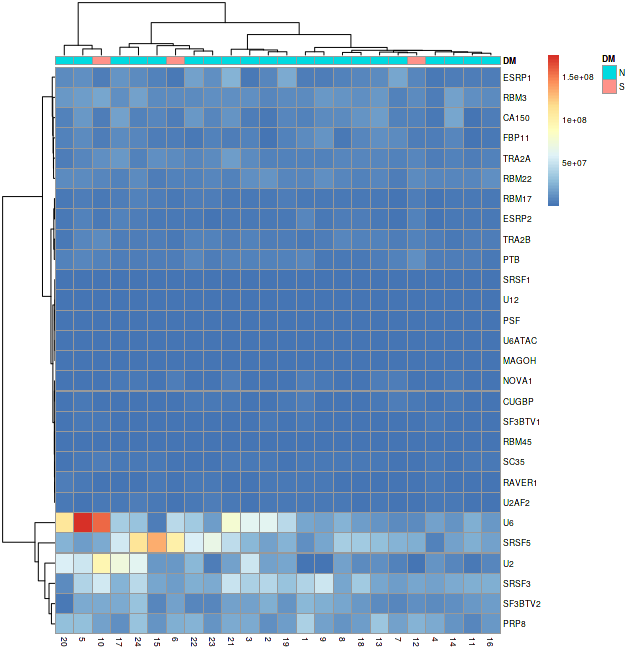 DM
DM
N
S
1.5e+08
1e+08
5e+07
ESRP1
RBM3
CA150
FBP11
TRA2A
RBM22
RBM17
ESRP2
TRA2B
PTB
SRSF1
U12
PSF
U6ATAC
MAGOH
NOVA1
CUGBP
SF3BTV1
RBM45
SC35
RAVER1
U2AF2
U6
SRSF5
U2
SRSF3
SF3BTV2
PRP8
20 5 10 17 24 15 6 22 23 21 3 2 19 1 9 8 18 13 7 12 4 14 11 16